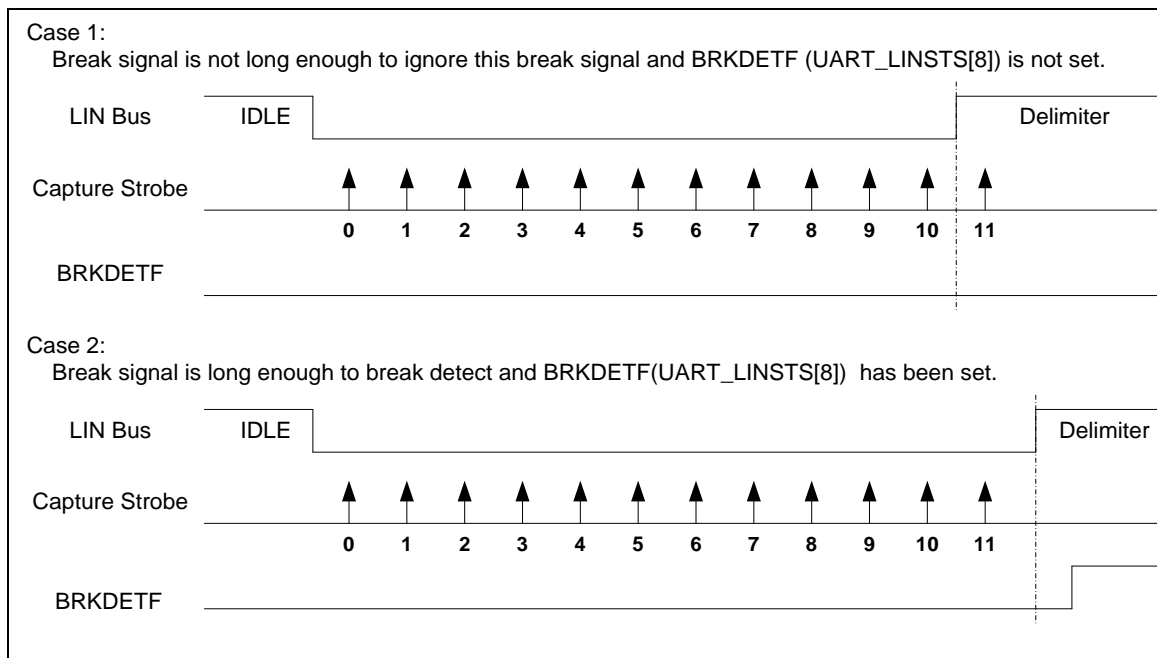 Case 1:
Break signal is not long enough to ignore this break signal and BRKDETF (UART_LINSTS[8]) is not set.
LIN Bus IDLE Delimiter
Capture Strobe
0 1 2 3 4 5 6 7 8 9 10 11
BRKDETF
Case 2:
Break signal is long enough to break detect and BRKDETF(UART_LINSTS[8]) has been set.
LIN Bus IDLE Delimiter
Capture Strobe
0 1 2 3 4 5 6 7 8 9 10 11
BRKDETF